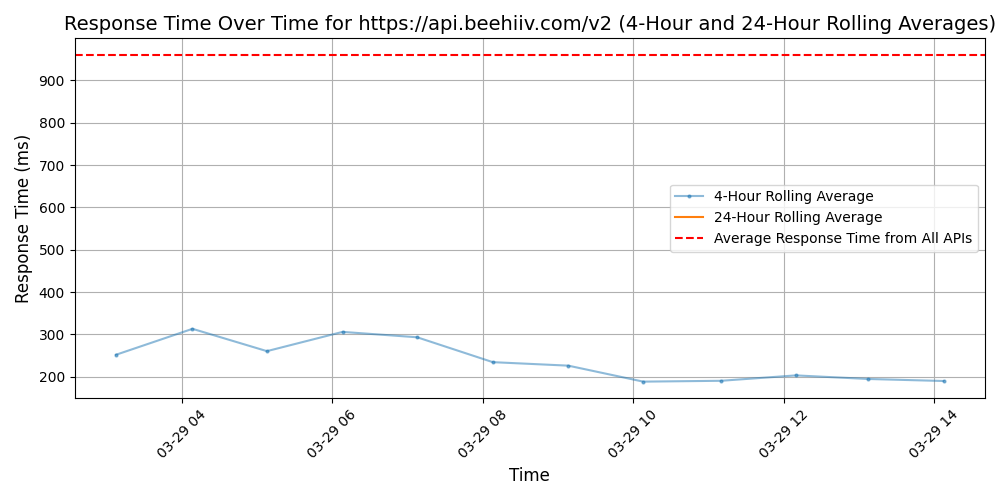 Response Time Over Time for https://api.beehiiv.com/v2 (4-Hour and 24-Hour Rolling Averages)
Response Time (ms)
900
800
700
600
500
400
300
200
4-Hour Rolling Average
24-Hour Rolling Average
Average Response Time from All APIs
03-29 04
03-29 06
03-29 08
03-29 10
03-29 12
03-29 14
Time